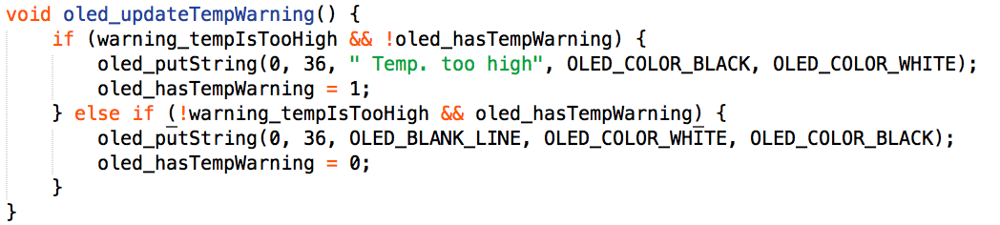 void oled_updateTempWarning() {
    if (warning_tempIsTooHigh && !oled_hasTempWarning) {
        oled_putString(0, 36, " Temp. too high", OLED_COLOR_BLACK, OLED_COLOR_WHITE);
        oled_hasTempWarning = 1;
    } else if (!warning_tempIsTooHigh && oled_hasTempWarning) {
        oled_putString(0, 36, OLED_BLANK_LINE, OLED_COLOR_WHITE, OLED_COLOR_BLACK);
        oled_hasTempWarning = 0;
    }
}